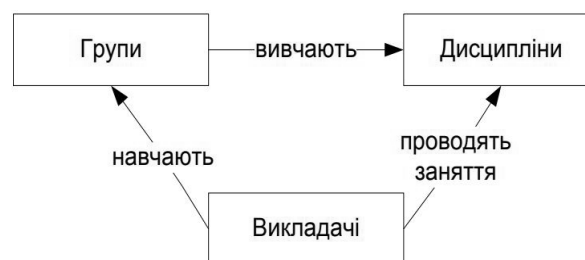 Групи
вивчають
Дисципліни
навчають
проводять
заняття
Викладачі